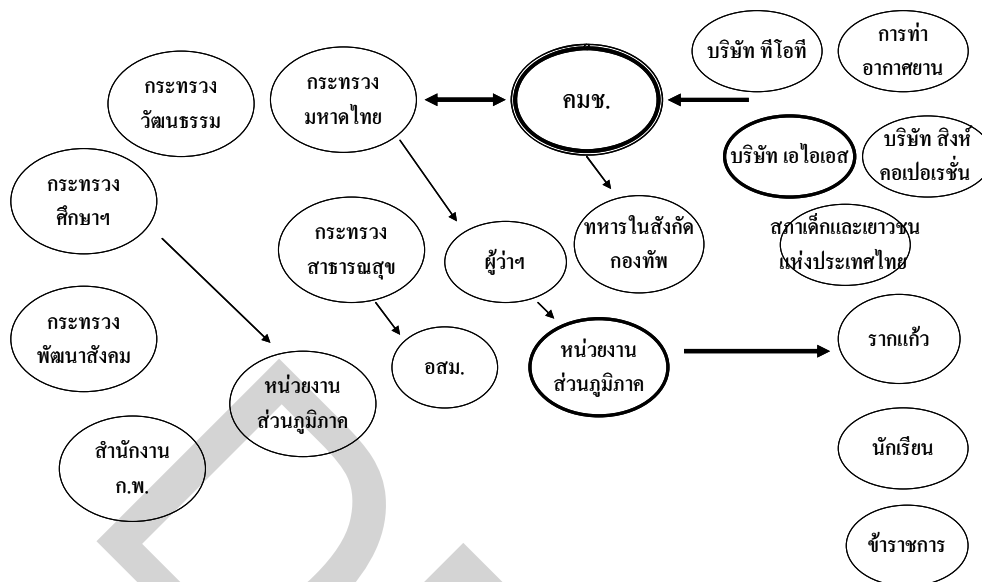 บริษัท ทีโอที
การท่า
อากาศยาน
กระทรวง
วัฒนธรรม
กระทรวง
มหาดไทย
คมช.
บริษัท เอไอเอส
บริษัท สิงห์
คอเปอเรชั่น
กระทรวง
ศึกษาฯ
กระทรวง
สาธารณสุข
ผู้ว่าฯ
ทหารในสังกัด
กองทัพ
สภาเด็กและเยาวชน
แห่งประเทศไทย
กระทรวง
พัฒนาสังคม
หน่วยงาน
ส่วนภูมิภาค
อสม.
หน่วยงาน
ส่วนภูมิภาค
รากแก้ว
สำนักงาน
ก.พ.
นักเรียน
ข้าราชการ